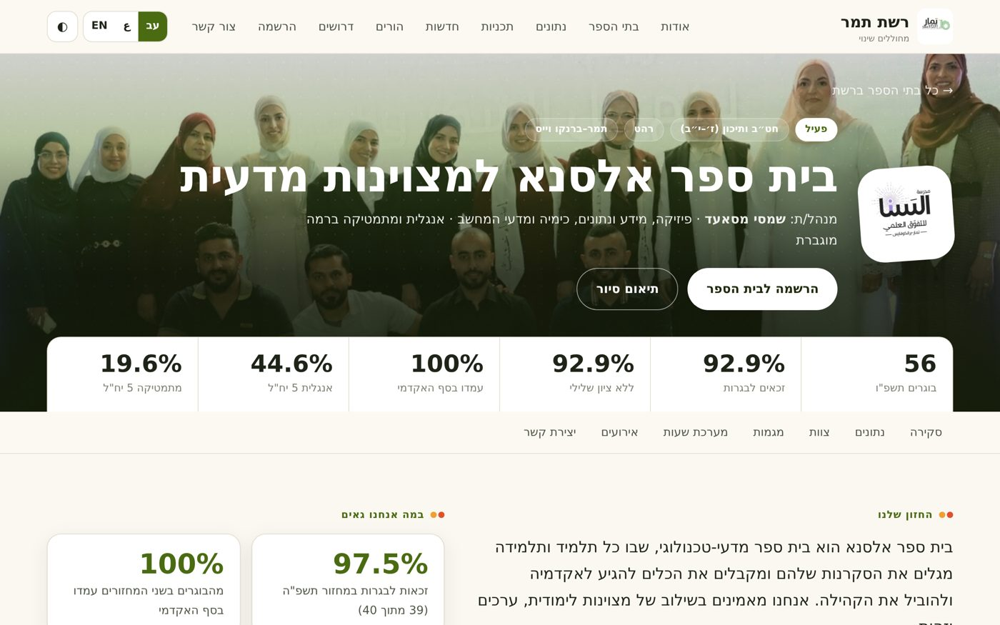 رשת תמר
מחוללים שינוי
אודות
בתי הספר
נתונים
תכניות
חדשות
הורים
דרושים
הרשמה
צור קשר
עב
ع
EN
→ כל בתי הספר ברשת
פעיל
חט״ב ותיכון (ז׳–י״ב)
רהט
תמר-ברנקו וייס
בית ספר אלסנא למצוינות מדעית
מנהל/ת: שמסי מסאעד · פיזיקה, מידע ונתונים, כימיה ומדעי המחשב · אנגלית ומתמטיקה ברמה
מוגברת
مدرسة
السنا
للتفوّق العلمي
הרשמה לבית הספר
תיאום סיור
56
בוגרים תשפ"ו
92.9%
זכאים לבגרות
92.9%
ללא ציון שלילי
100%
עמדו בסף האקדמי
44.6%
אנגלית 5 יח"ל
19.6%
מתמטיקה 5 יח"ל
סקירה
נתונים
צוות
מגמות
מערכת שעות
אירועים
יצירת קשר
החזון שלנו
בית ספר אלסנא הוא בית ספר מדעי-טכנולוגי, שבו כל תלמיד ותלמידה
מגלים את הסקרנות שלהם ומקבלים את הכלים להגיע לאקדמיה
ולהוביל את הקהילה. אנחנו מאמינים בשילוב של מצוינות לימודית, ערכים
במה אנחנו גאים
97.5%
זכאות לבגרות במחזור תשפ"ה
(39 מתוך 40)
100%
מהבוגרים בשני המחזורים עמדו
בסף האקדמי